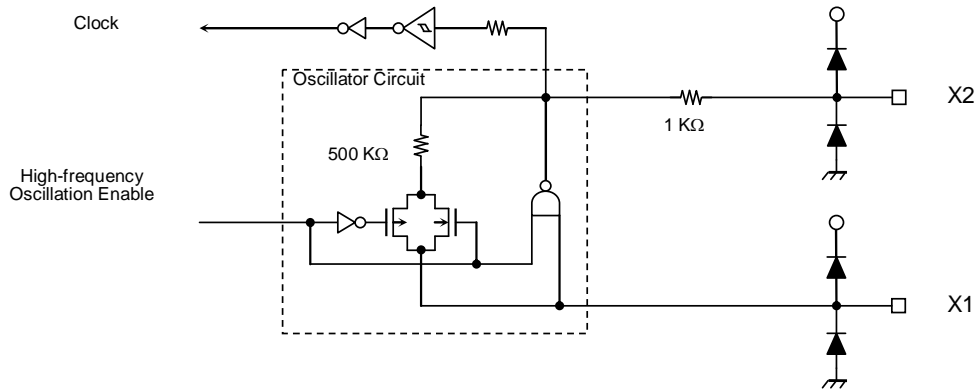 Clock
Oscillator Circuit
X2
1 KΩ
500 KΩ
High-frequency
Oscillation Enable
X1